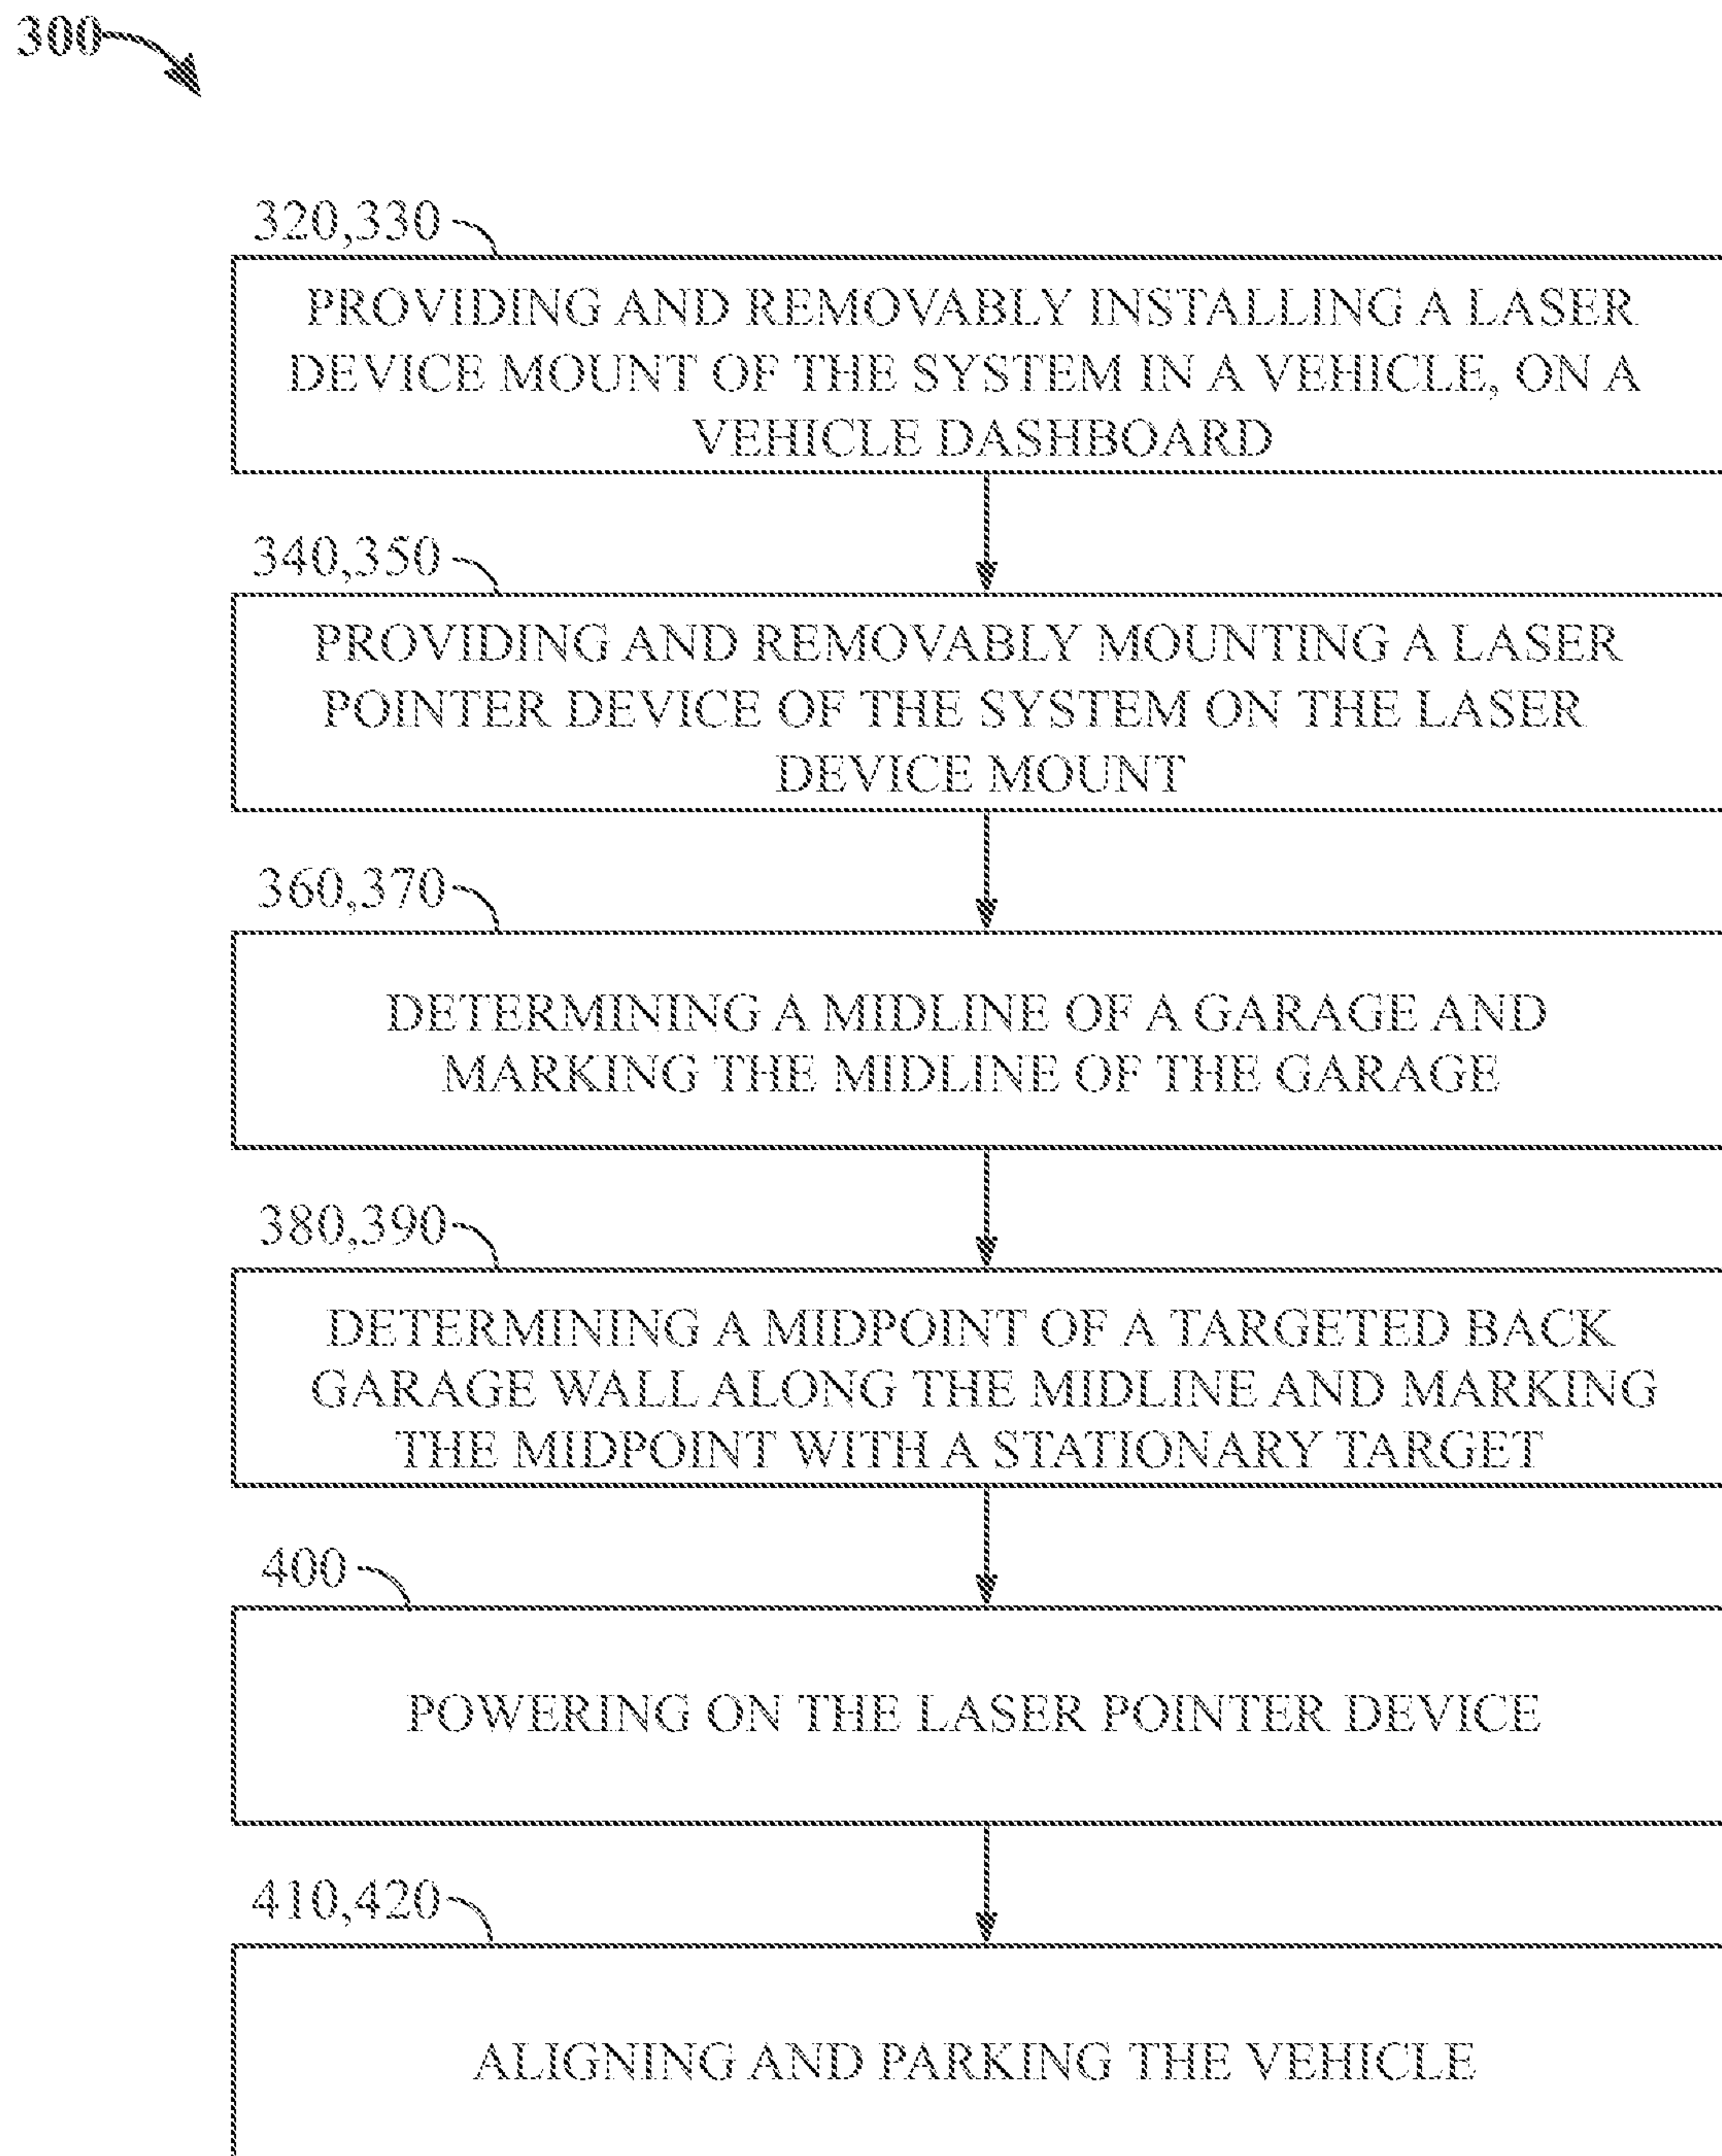 300
320,330
PROVIDING AND REMOVABLY INSTALLING A LASER
DEVICE MOUNT OF THE SYSTEM IN A VEHICLE, ON A
VEHICLE DASHBOARD
340,350
PROVIDING AND REMOVABLY MOUNTING A LASER
POINTER DEVICE OF THE SYSTEM ON THE LASER
DEVICE MOUNT
360,370
DETERMINING A MIDLINE OF A GARAGE AND
MARKING THE MIDLINE OF THE GARAGE
380,390
DETERMINING A MIDPOINT OF A TARGETED BACK
GARAGE WALL ALONG THE MIDLINE AND MARKING
THE MIDPOINT WITH A STATIONARY TARGET
400
POWERING ON THE LASER POINTER DEVICE
410,420
ALIGNING AND PARKING THE VEHICLE